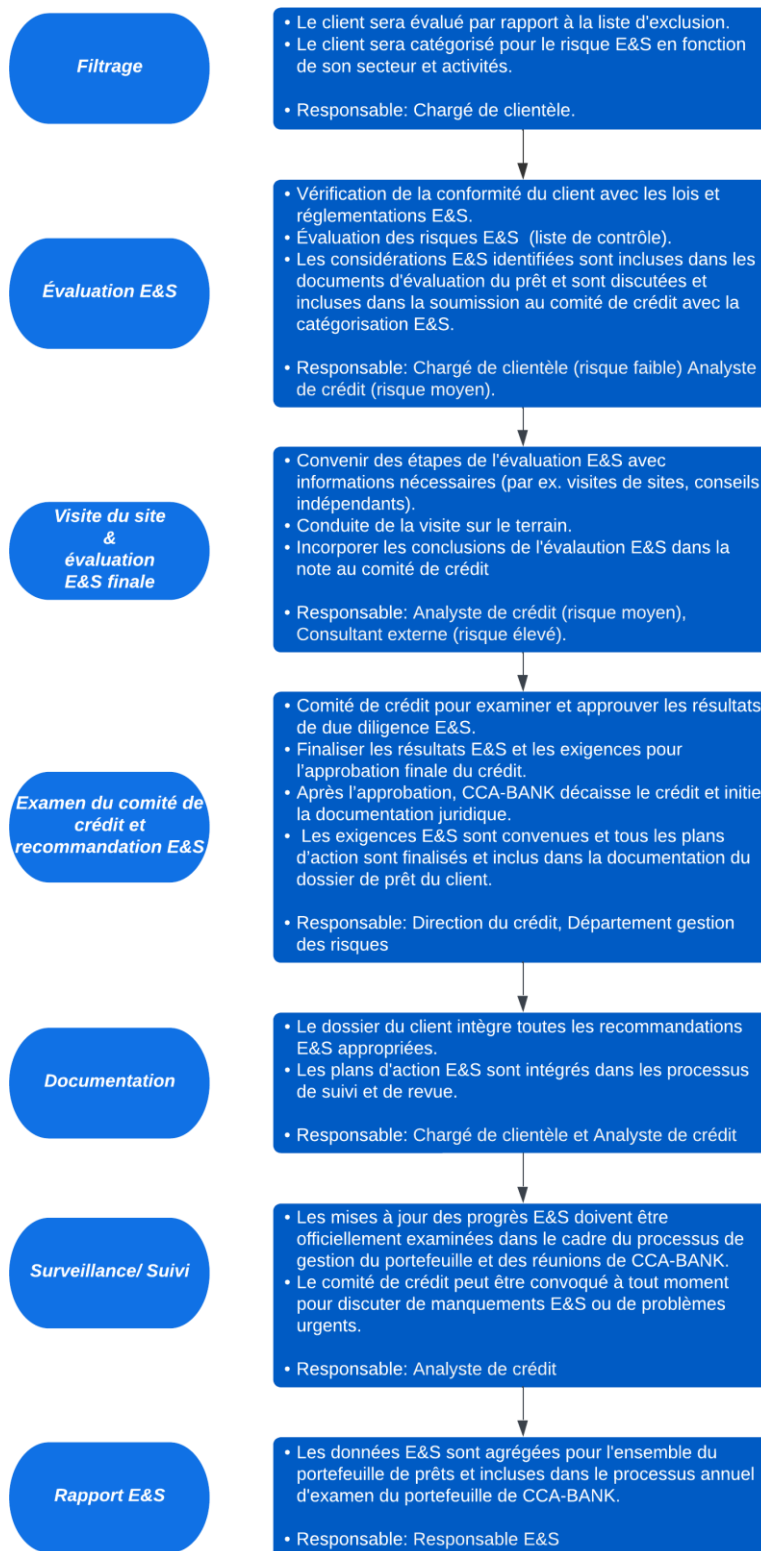 Filtrage
• Le client sera évalué par rapport à la liste d'exclusion.
• Le client sera catégorisé pour le risque E&S en fonction
de son secteur et activités.
• Responsable: Chargé de clientèle.
Évaluation E&S
• Vérification de la conformité du client avec les lois et
réglementations E&S.
• Évaluation des risques E&S  (liste de contrôle).
• Les considérations E&S identifiées sont incluses dans les
documents d'évaluation du prêt et sont discutées et
incluses dans la soumission au comité de crédit avec la
catégorisation E&S.
• Responsable: Chargé de clientèle (risque faible) Analyste
de crédit (risque moyen).
Visite du site
&
évaluation
E&S finale
• Convenir des étapes de l'évaluation E&S avec
informations nécessaires (par ex. visites de sites, conseils
indépendants).
• Conduite de la visite sur le terrain.
• Incorporer les conclusions de l'évalaution E&S dans la
note au comité de crédit
• Responsable: Analyste de crédit (risque moyen),
Consultant externe (risque élevé).
Examen du comité de
crédit et
recommandation E&S
• Comité de crédit pour examiner et approuver les résultats
de due diligence E&S.
• Finaliser les résultats E&S et les exigences pour
l'approbation finale du crédit.
• Après l'approbation, CCA-BANK décaisse le crédit et initie
la documentation juridique.
•  Les exigences E&S sont convenues et tous les plans
d'action sont finalisés et inclus dans la documentation du
dossier de prêt du client.
• Responsable: Direction du crédit, Département gestion
des risques
Documentation
• Le dossier du client intègre toutes les recommandations
E&S appropriées.
• Les plans d'action E&S sont intégrés dans les processus
de suivi et de revue.
• Responsable: Chargé de clientèle et Analyste de crédit
Surveillance/ Suivi
• Les mises à jour des progrès E&S doivent être
officiellement examinées dans le cadre du processus de
gestion du portefeuille et des réunions de CCA-BANK.
• Le comité de crédit peut être convoqué à tout moment
pour discuter de manquements E&S ou de problèmes
urgents.
• Responsable: Analyste de crédit
Rapport E&S
• Les données E&S sont agrégées pour l'ensemble du
portefeuille de prêts et incluses dans le processus annuel
d'examen du portefeuille de CCA-BANK.
• Responsable: Responsable E&S